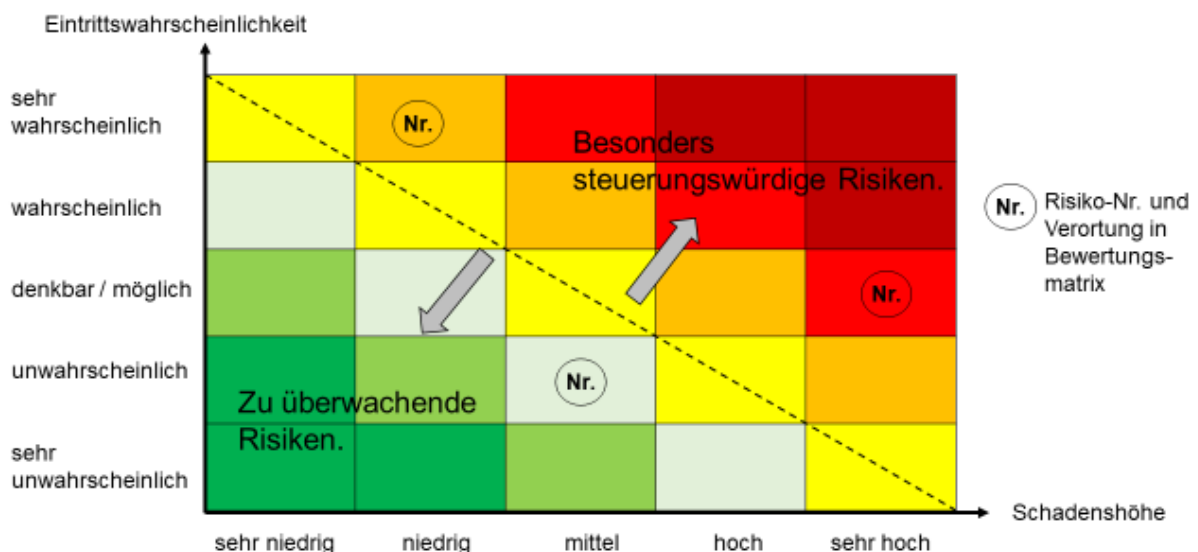 Eintrittswahrscheinlichkeit
sehr
wahrscheinlich
Nr.
Besonders
steuerungswürdige Risiken.
wahrscheinlich
Nr.
Risiko-Nr. und
Verortung in
Bewertungs-
matrix
denkbar / möglich
Nr.
unwahrscheinlich
Nr.
Zu überwachende
Risiken.
sehr
unwahrscheinlich
Schadenshöhe
sehr niedrig
niedrig
mittel
hoch
sehr hoch